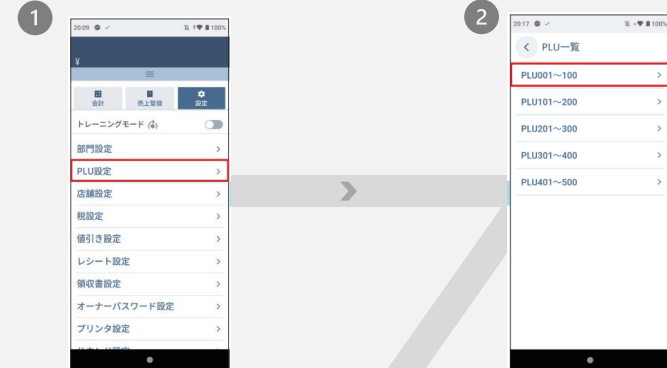 1
20:09
100%
¥
会計
売上管理
設定
トレーニングモード
部門設定
PLU設定
店舗設定
税設定
値引き設定
レシート設定
領収書設定
オーナーパスワード設定
プリンタ設定
2
20:17
100%
PLU一覧
PLU001～100
PLU101～200
PLU201～300
PLU301～400
PLU401～500